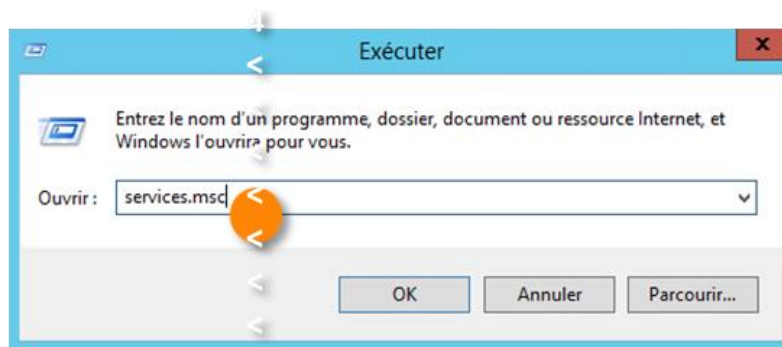 4
<
Exécuter
x
<
Entrez le nom d'un programme, dossier, document ou ressource Internet, et
Windows l'ouvrira pour vous.
<
Ouvrir :
services.msc
<
<
<
OK
Annuler
Parcourir...
<